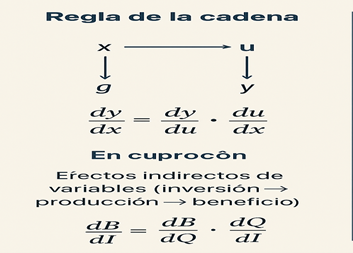 Regla de la cadena
x → u
↓ ↓
g y
dy/dx = dy/du · du/dx
En cuprocôn
Efectos indirectos de
variables (inversión →
producción → beneficio)
dB/dI = dB/dQ · dQ/dI